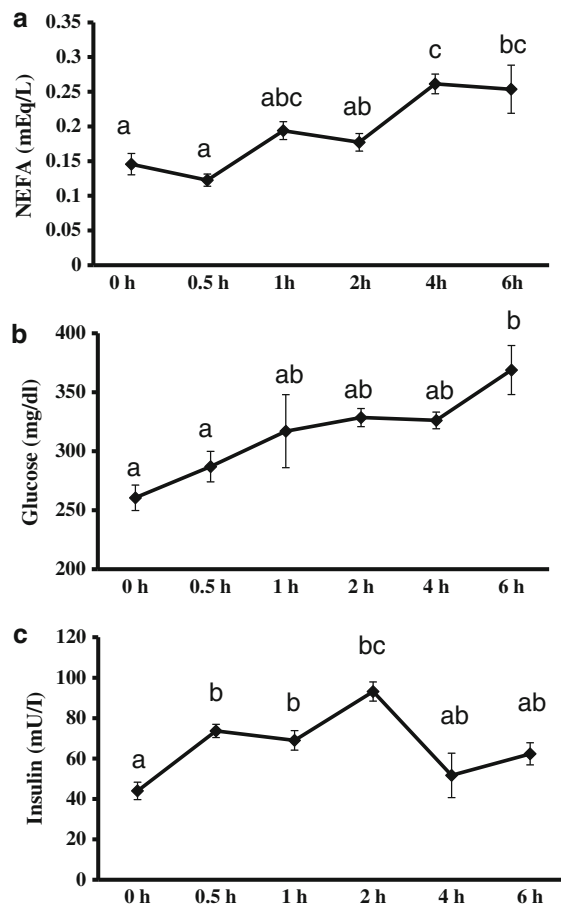 a
NEFA (mEq/L)
0.35
0.3
0.25
0.2
0.15
0.1
0.05
0
a
a
abc
ab
c
bc
0 h
0.5 h
1h
2h
4h
6h
b
Glucose (mg/dl)
400
350
300
250
200
a
a
ab
ab
ab
b
0 h
0.5 h
1 h
2 h
4 h
6 h
c
Insulin (mU/l)
120
100
80
60
40
20
0
a
b
b
bc
ab
ab
0 h
0.5 h
1 h
2 h
4 h
6 h